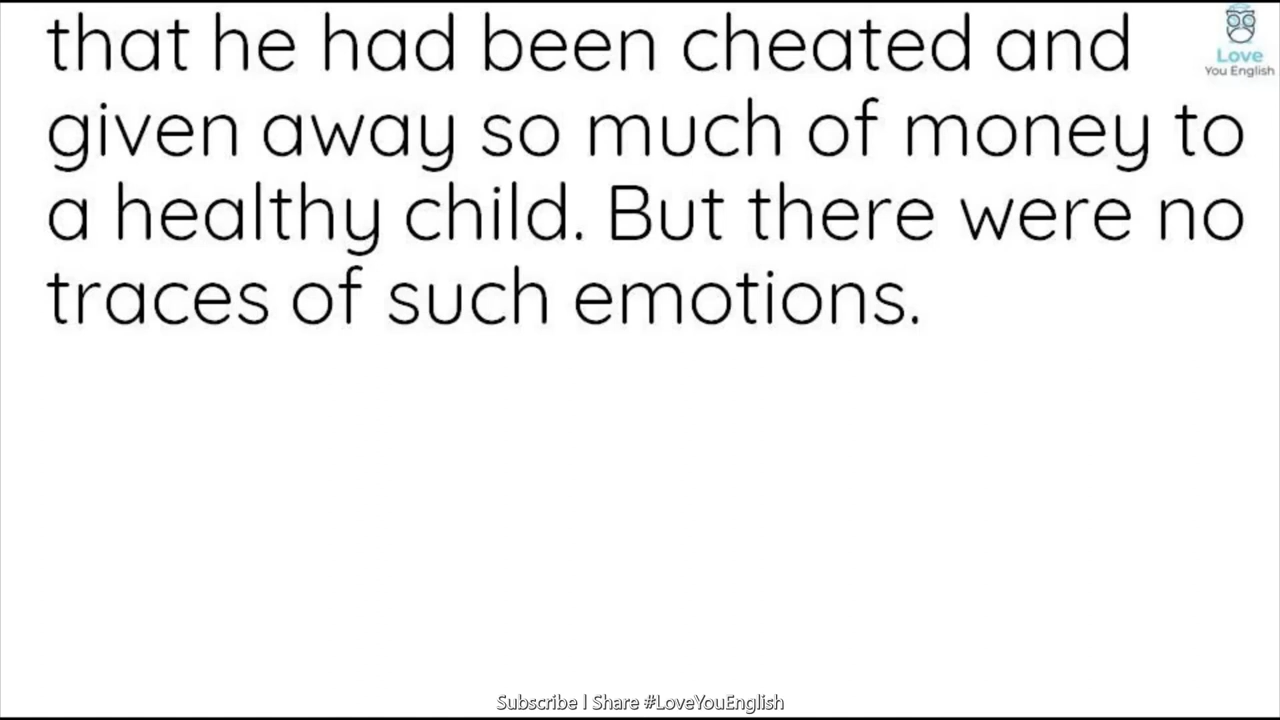 that he had been cheated and
Love
You English
given away so much of money to
a healthy child. But there were no
traces of such emotions.
Subscribe | Share #LoveYouEnglish